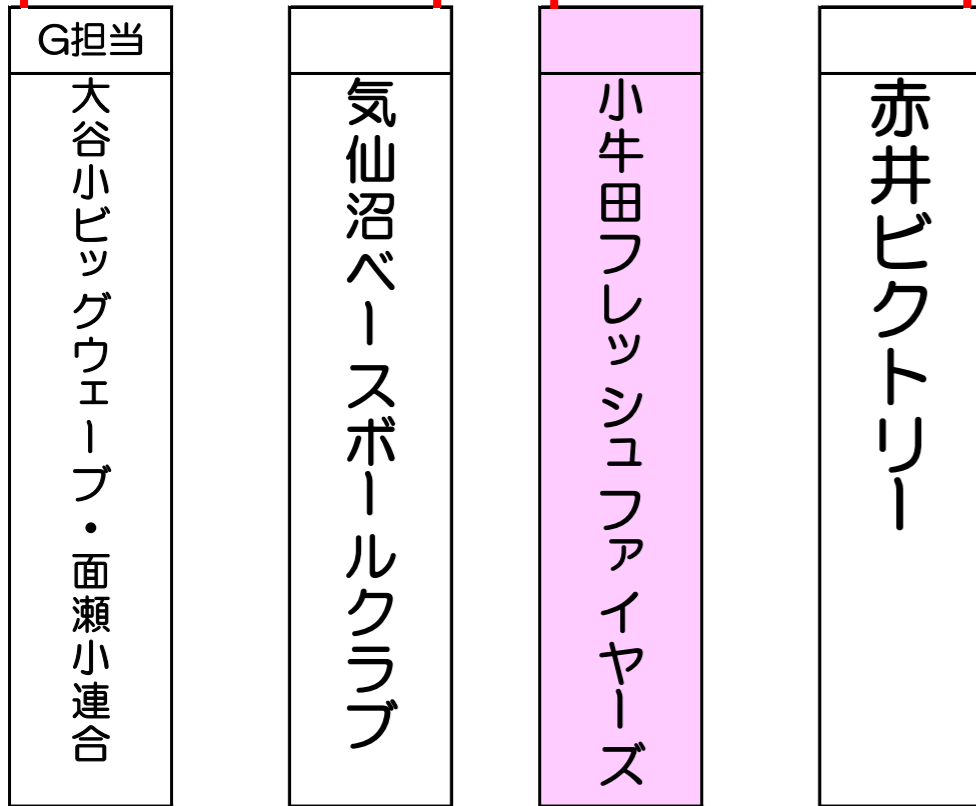 G担当
大谷小ビッグウェーブ・面瀬小連合
気仙沼ベースボールクラブ
小牛田フレッシュファイヤーズ
赤井ビクトリー